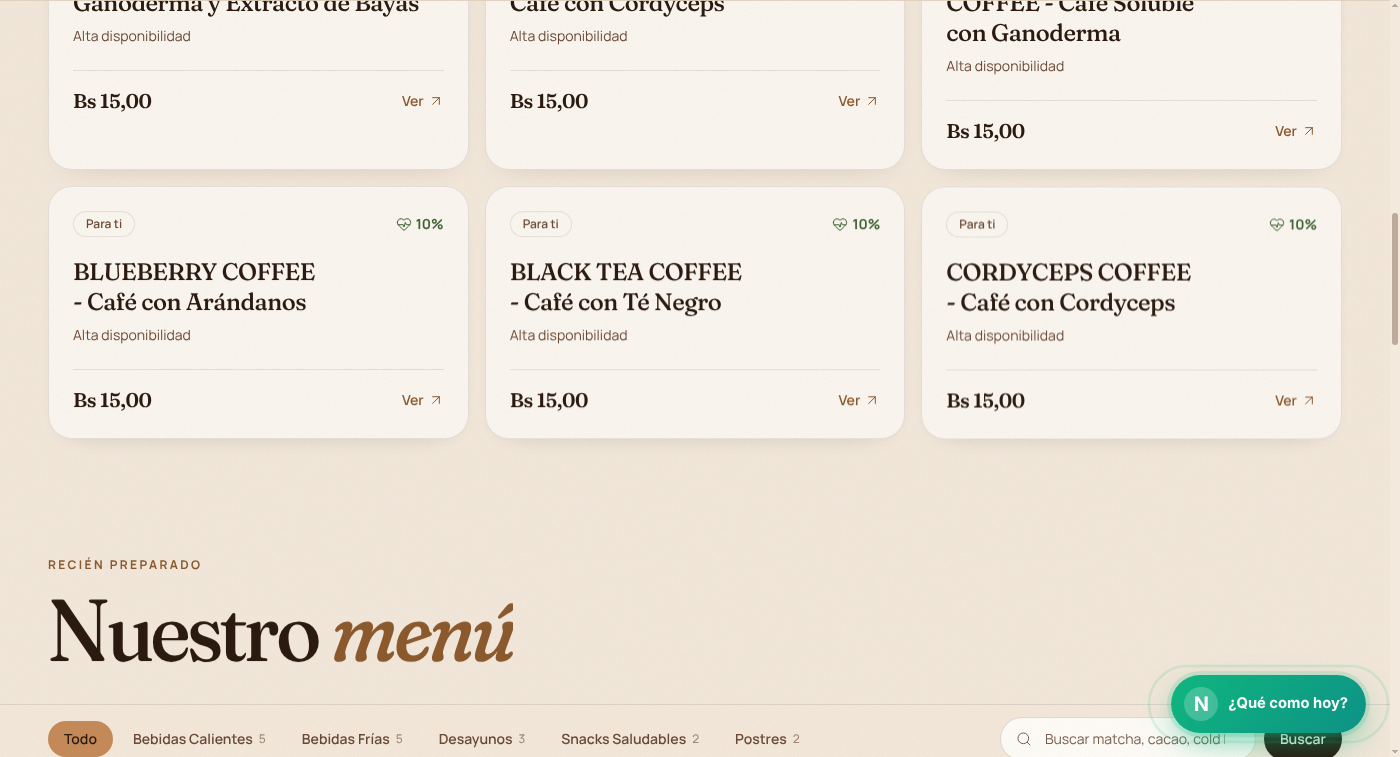 Ganoderma y Extracto de Bayas
Alta disponibilidad
Bs 15,00
Ver
Café con Cordyceps
Alta disponibilidad
Bs 15,00
Ver
COFFEE - Café Soluble
con Ganoderma
Alta disponibilidad
Bs 15,00
Ver
Para ti
10%
BLUEBERRY COFFEE
- Café con Arándanos
Alta disponibilidad
Bs 15,00
Ver
Para ti
10%
BLACK TEA COFFEE
- Café con Té Negro
Alta disponibilidad
Bs 15,00
Ver
Para ti
10%
CORDYCEPS COFFEE
- Café con Cordyceps
Alta disponibilidad
Bs 15,00
Ver
RECIÉN PREPARADO
Nuestro menú
N ¿Qué como hoy?
Todo
Bebidas Calientes 5
Bebidas Frías 5
Desayunos 3
Snacks Saludables 2
Postres 2
Buscar matcha, cacao, cold
Buscar